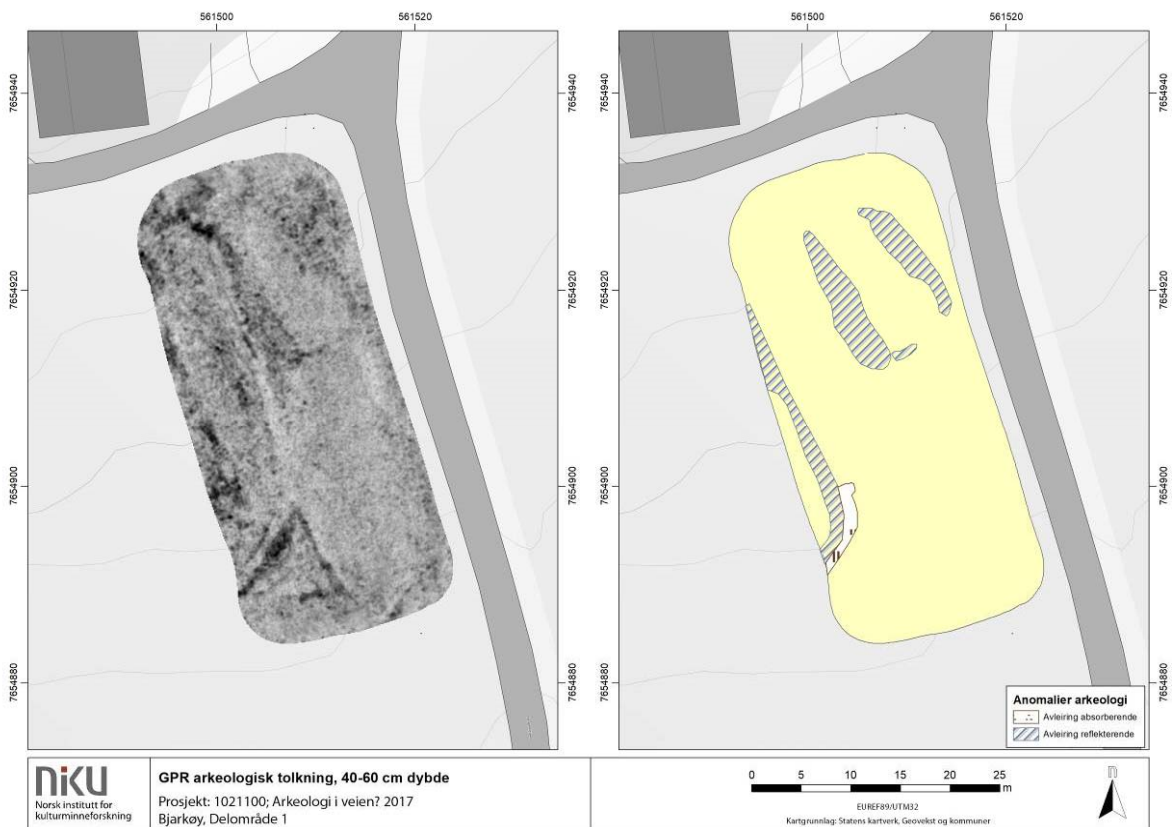 561500 561520 561500 561520
7654940 7654940 7654940 7654940
7654920 7654920 7654920 7654920
7654900 7654900 7654900 7654900
7654880 7654880 7654880 7654880
Anomalier arkeologi
Avleiring absorberende
Avleiring reflekterende
niku
Norsk institutt for
kulturminneforskning
GPR arkeologisk tolkning, 40-60 cm dybde
Prosjekt: 1021100; Arkeologi i veien? 2017
Bjarkøy, Delområde 1
0 5 10 15 20 25
m
EUREF89/UTM32
Kartgrunnlag: Statens kartverk, Geovekst og kommuner
n